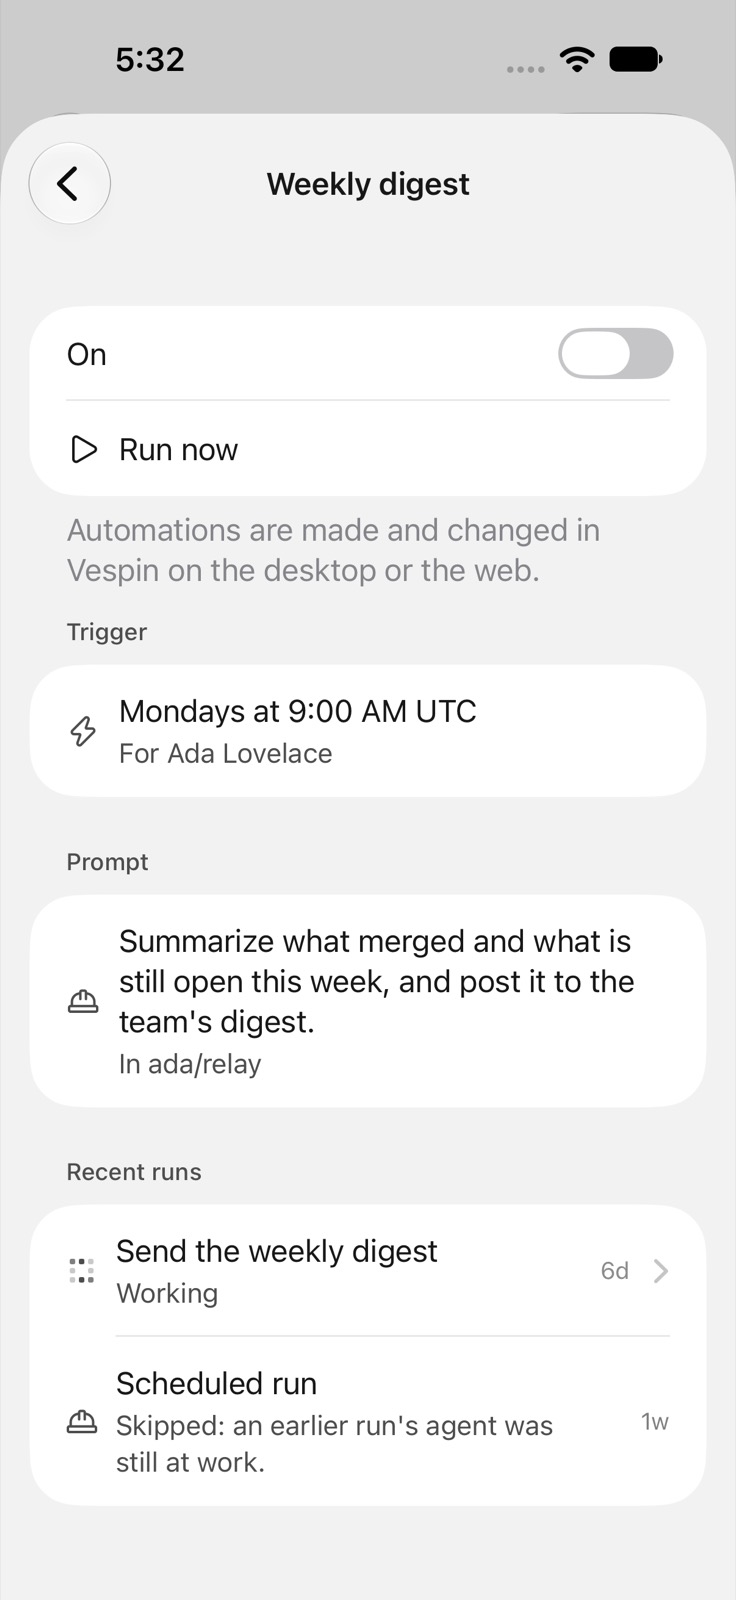 5:32
Weekly digest
On
Run now
Automations are made and changed in
Vespin on the desktop or the web.
Trigger
Mondays at 9:00 AM UTC
For Ada Lovelace
Prompt
Summarize what merged and what is
still open this week, and post it to the
team's digest.
In ada/relay
Recent runs
Send the weekly digest
Working
6d
Scheduled run
Skipped: an earlier run's agent was
still at work.
1w